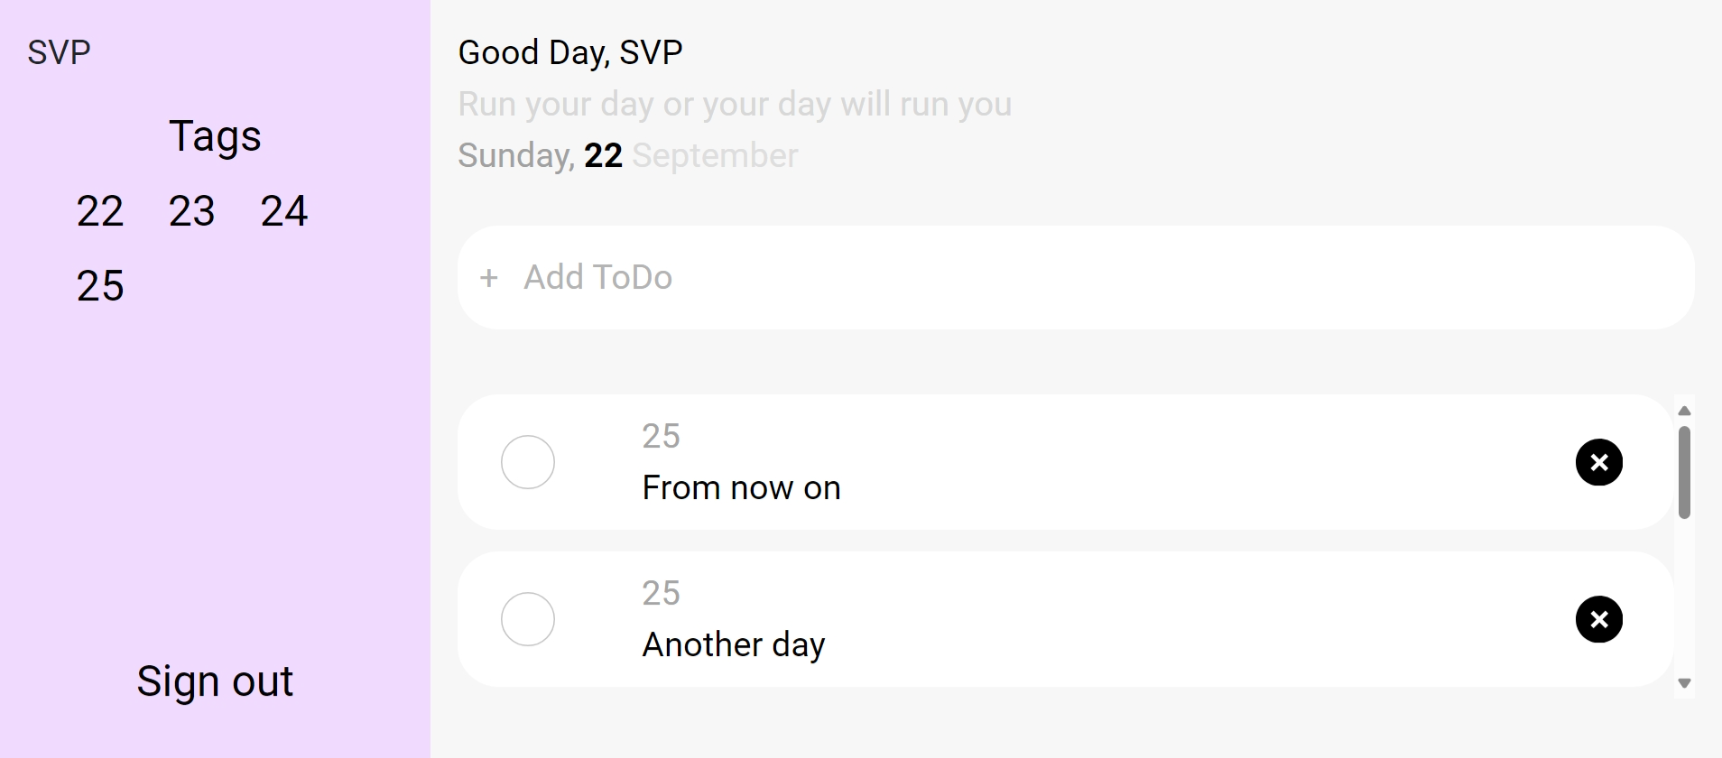 SVP
Tags
22 23 24
25
Sign out
Good Day, SVP
Run your day or your day will run you
Sunday, 22 September
+ Add ToDo
25
From now on
25
Another day